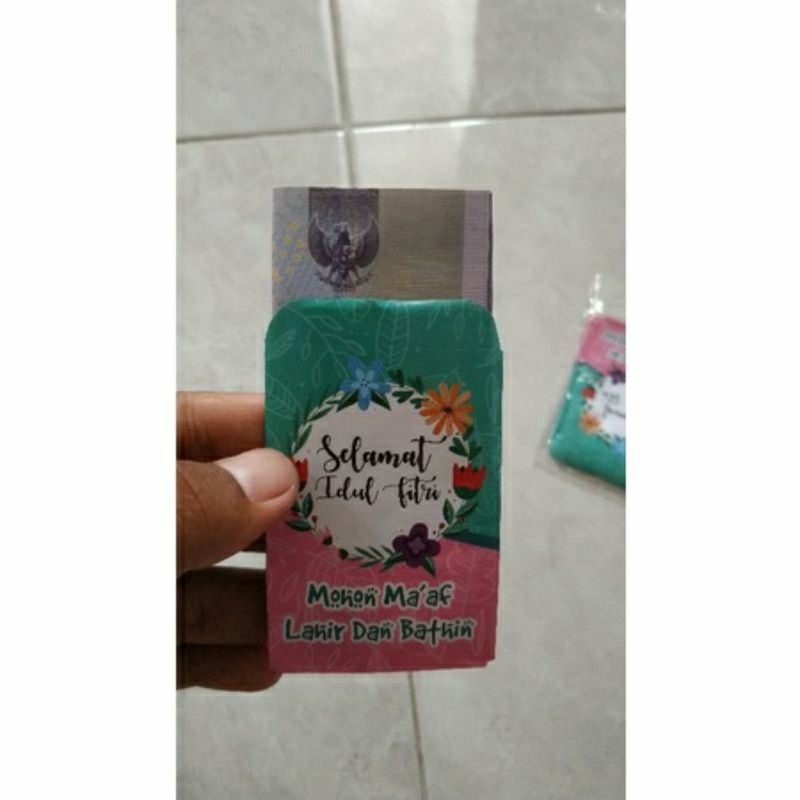 Selamat
Idul fitri
Mohon Ma'af
Lahir Dan Bathin